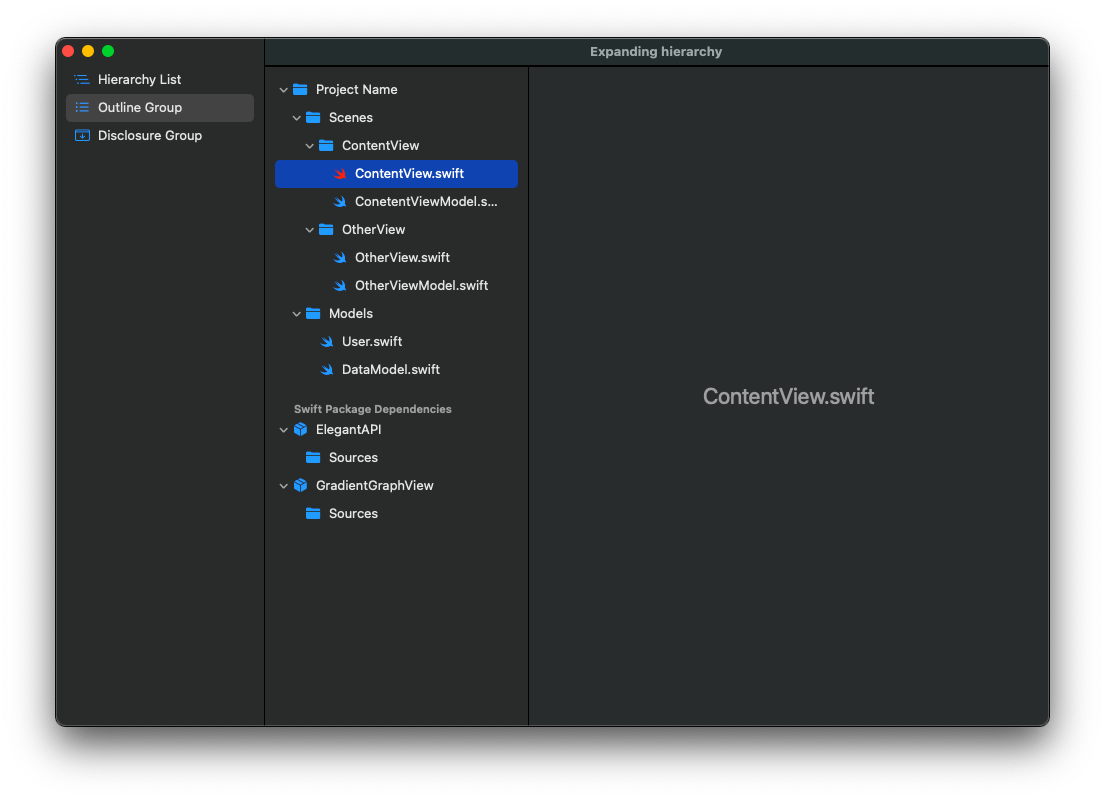 Expanding hierarchy
Hierarchy List
Outline Group
Disclosure Group
Project Name
Scenes
ContentView
ContentView.swift
ConetentViewModel.s...
OtherView
OtherView.swift
OtherViewModel.swift
Models
User.swift
DataModel.swift
Swift Package Dependencies
ElegantAPI
Sources
GradientGraphView
Sources
ContentView.swift